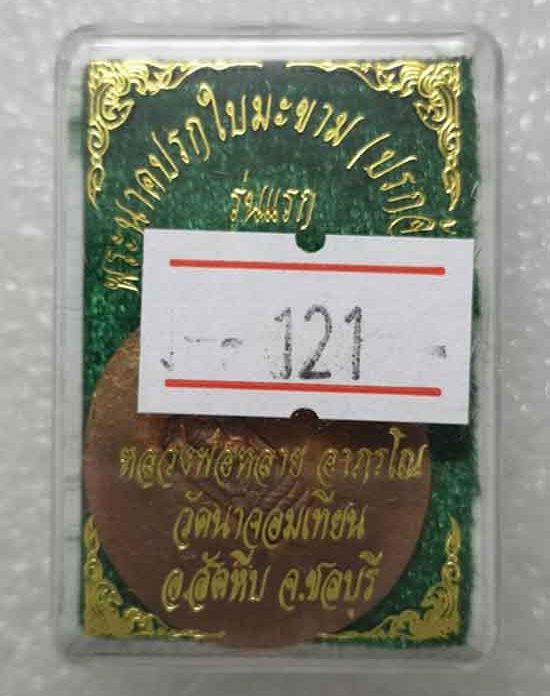 พระนาคปรกใบมะขาม (ปรก
รุ่นแรก
121
หลวงพ่อหลาย อาภรโณ
วัดนาจอมเทียน
อ.สัตหีบ จ.ชลบุรี